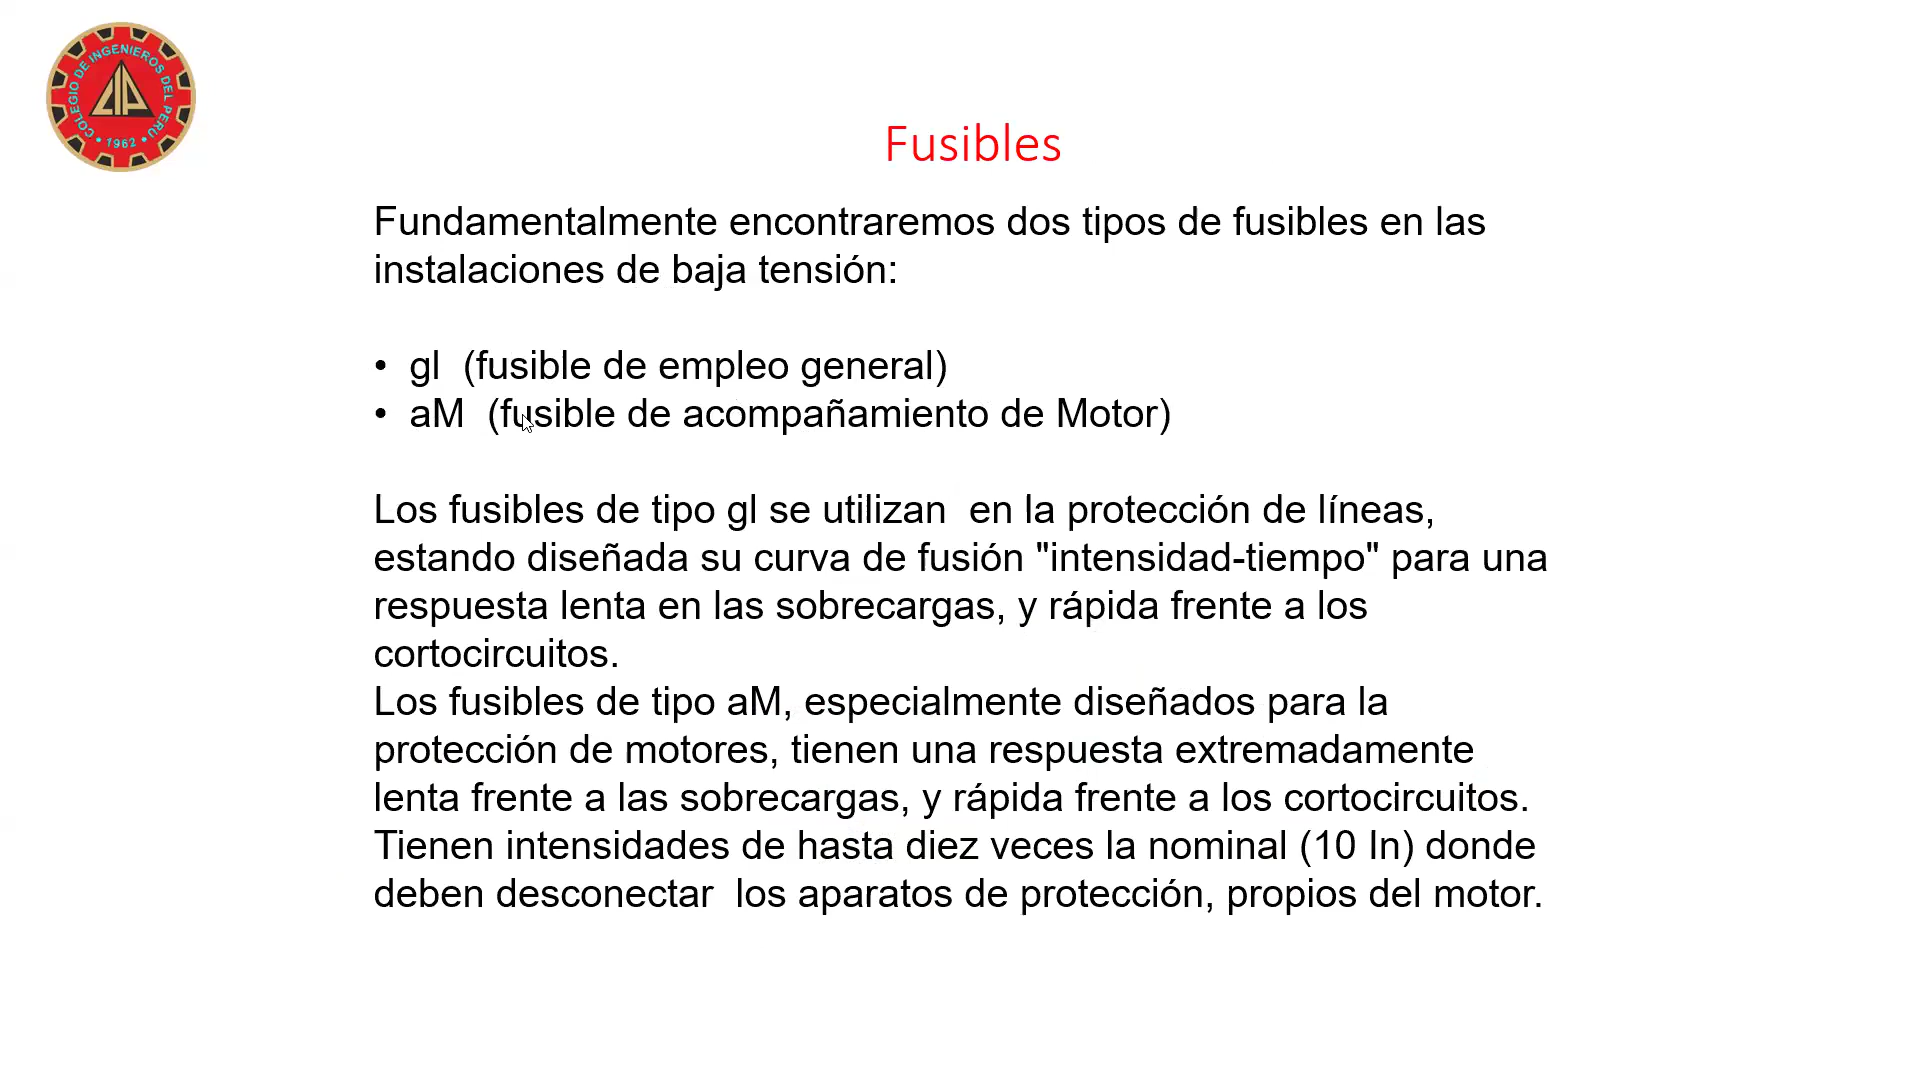 COLEGIO DE INGENIEROS DEL PERU
CIP
• 1962 •
Fusibles
Fundamentalmente encontraremos dos tipos de fusibles en las
instalaciones de baja tensión:
• gl (fusible de empleo general)
• aM (fusible de acompañamiento de Motor)
Los fusibles de tipo gl se utilizan en la protección de líneas,
estando diseñada su curva de fusión "intensidad-tiempo" para una
respuesta lenta en las sobrecargas, y rápida frente a los
cortocircuitos.
Los fusibles de tipo aM, especialmente diseñados para la
protección de motores, tienen una respuesta extremadamente
lenta frente a las sobrecargas, y rápida frente a los cortocircuitos.
Tienen intensidades de hasta diez veces la nominal (10 In) donde
deben desconectar los aparatos de protección, propios del motor.